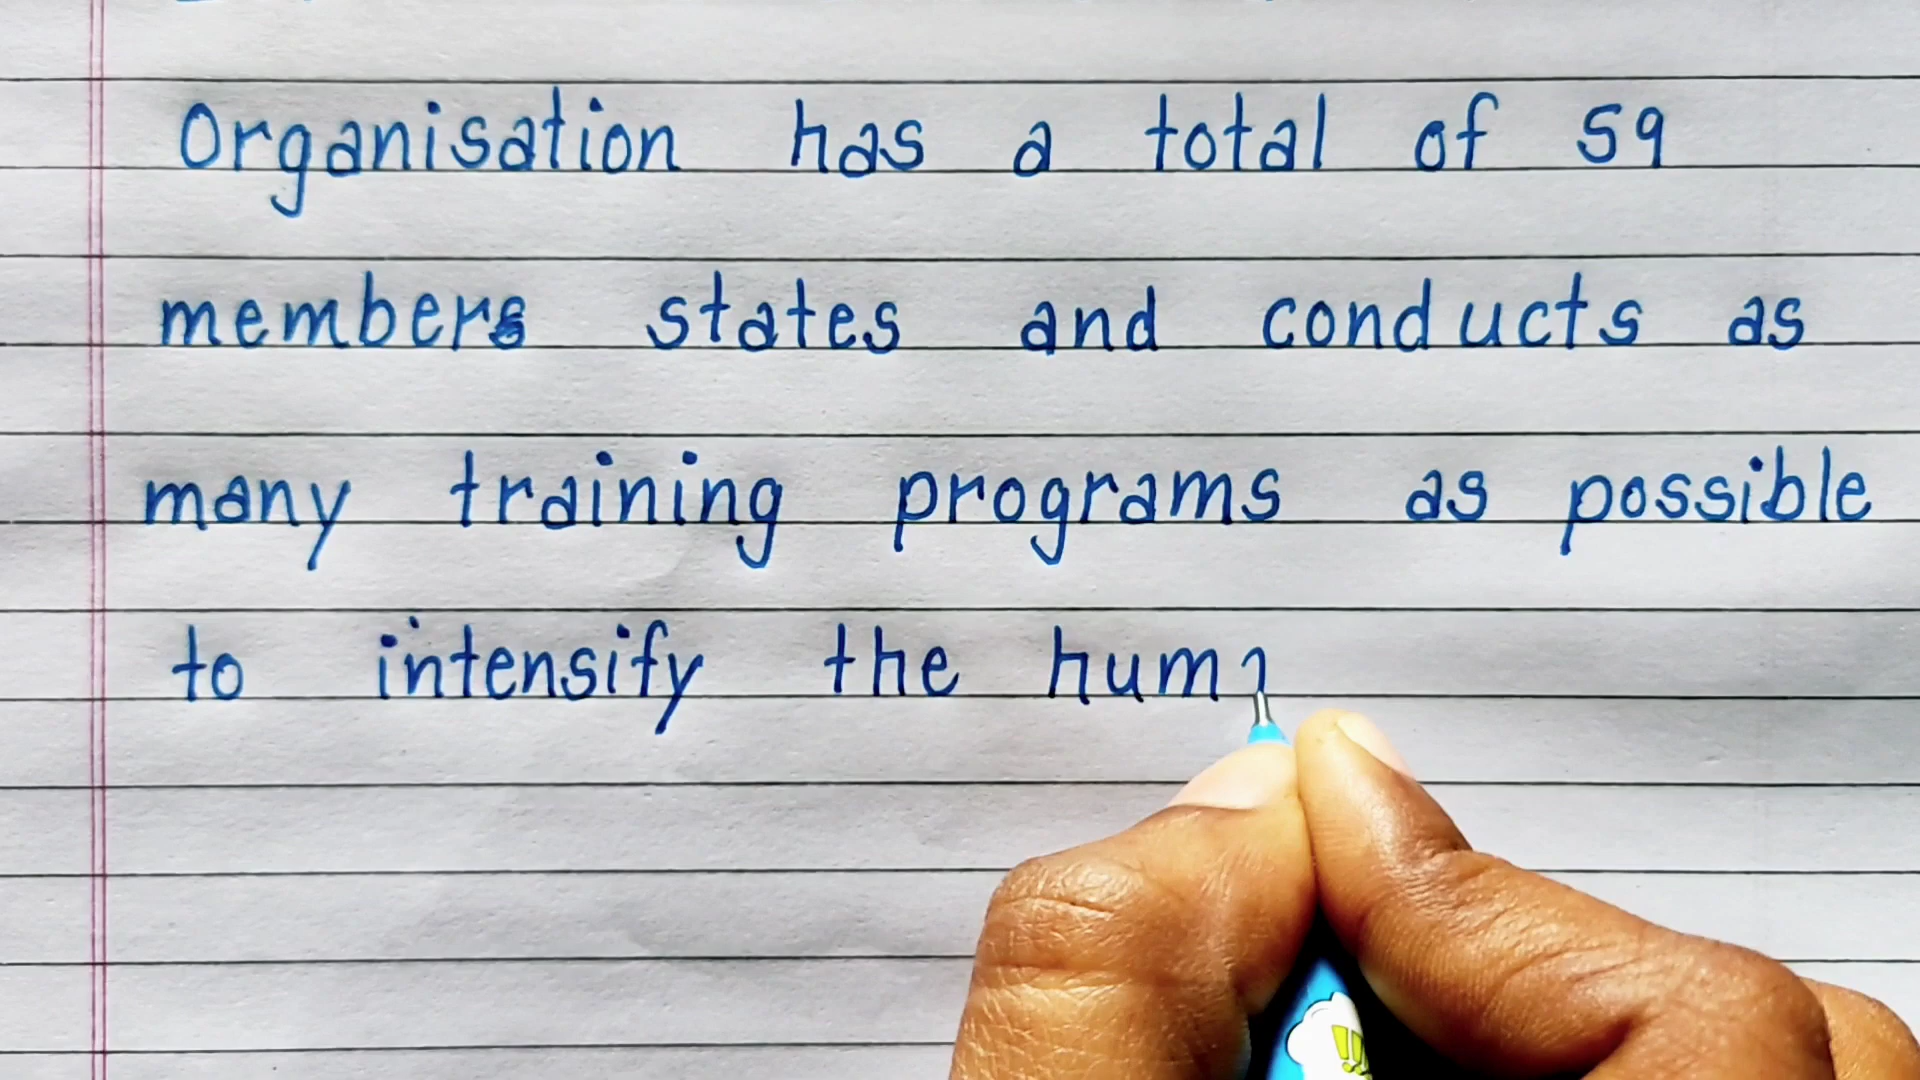 Organisation has a total of 59
members states and conducts as
many training programs as possible
to intensify the hum